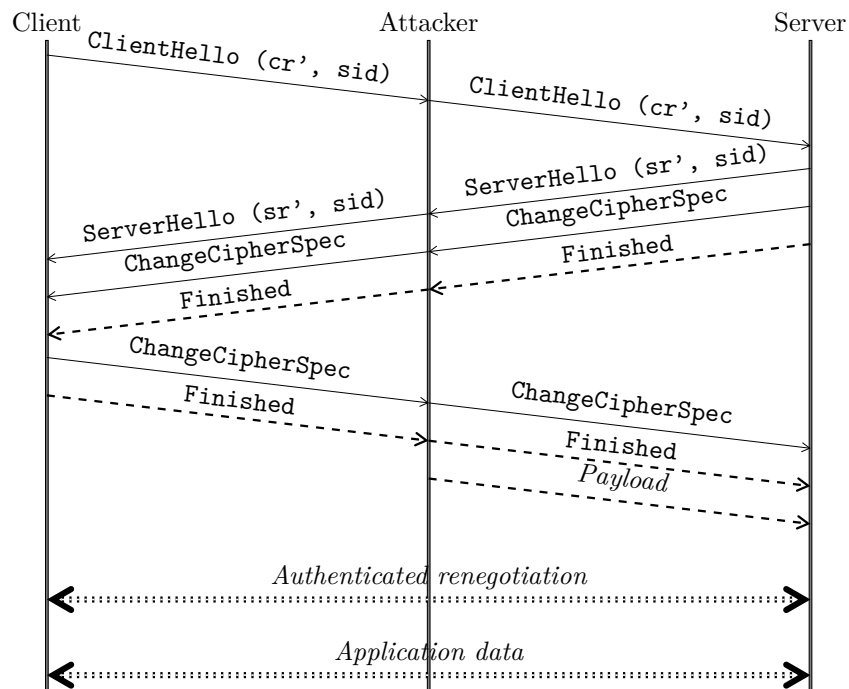 Client Attacker Server
ClientHello (cr', sid)
ClientHello (cr', sid)
ServerHello (sr', sid)
ServerHello (sr', sid)
ChangeCipherSpec
ChangeCipherSpec
Finished
Finished
ChangeCipherSpec
Finished
ChangeCipherSpec
Finished
Payload
Authenticated renegotiation
Application data